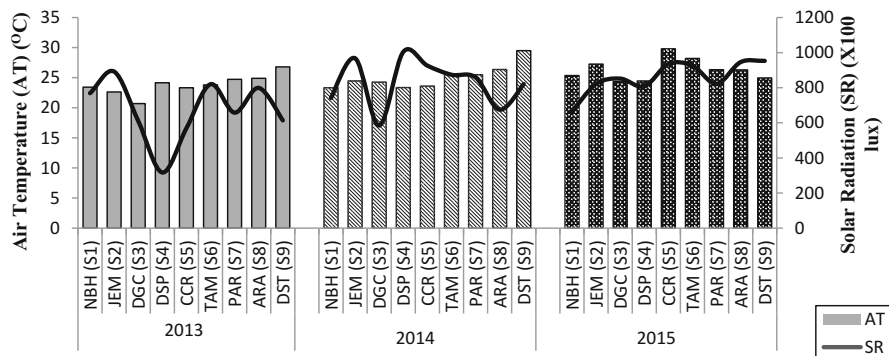 Air Temperature (AT) (°C)
35
30
25
20
15
10
5
0
1200
1000
800
600
400
200
0
Solar Radiation (SR) (X100
lux)
NBH (S1)
JEM (S2)
DGC (S3)
DSP (S4)
CCR (S5)
TAM (S6)
PAR (S7)
ARA (S8)
DST (S9)
NBH (S1)
JEM (S2)
DGC (S3)
DSP (S4)
CCR (S5)
TAM (S6)
PAR (S7)
ARA (S8)
DST (S9)
NBH (S1)
JEM (S2)
DGC (S3)
DSP (S4)
CCR (S5)
TAM (S6)
PAR (S7)
ARA (S8)
DST (S9)
2013
2014
2015
AT
SR